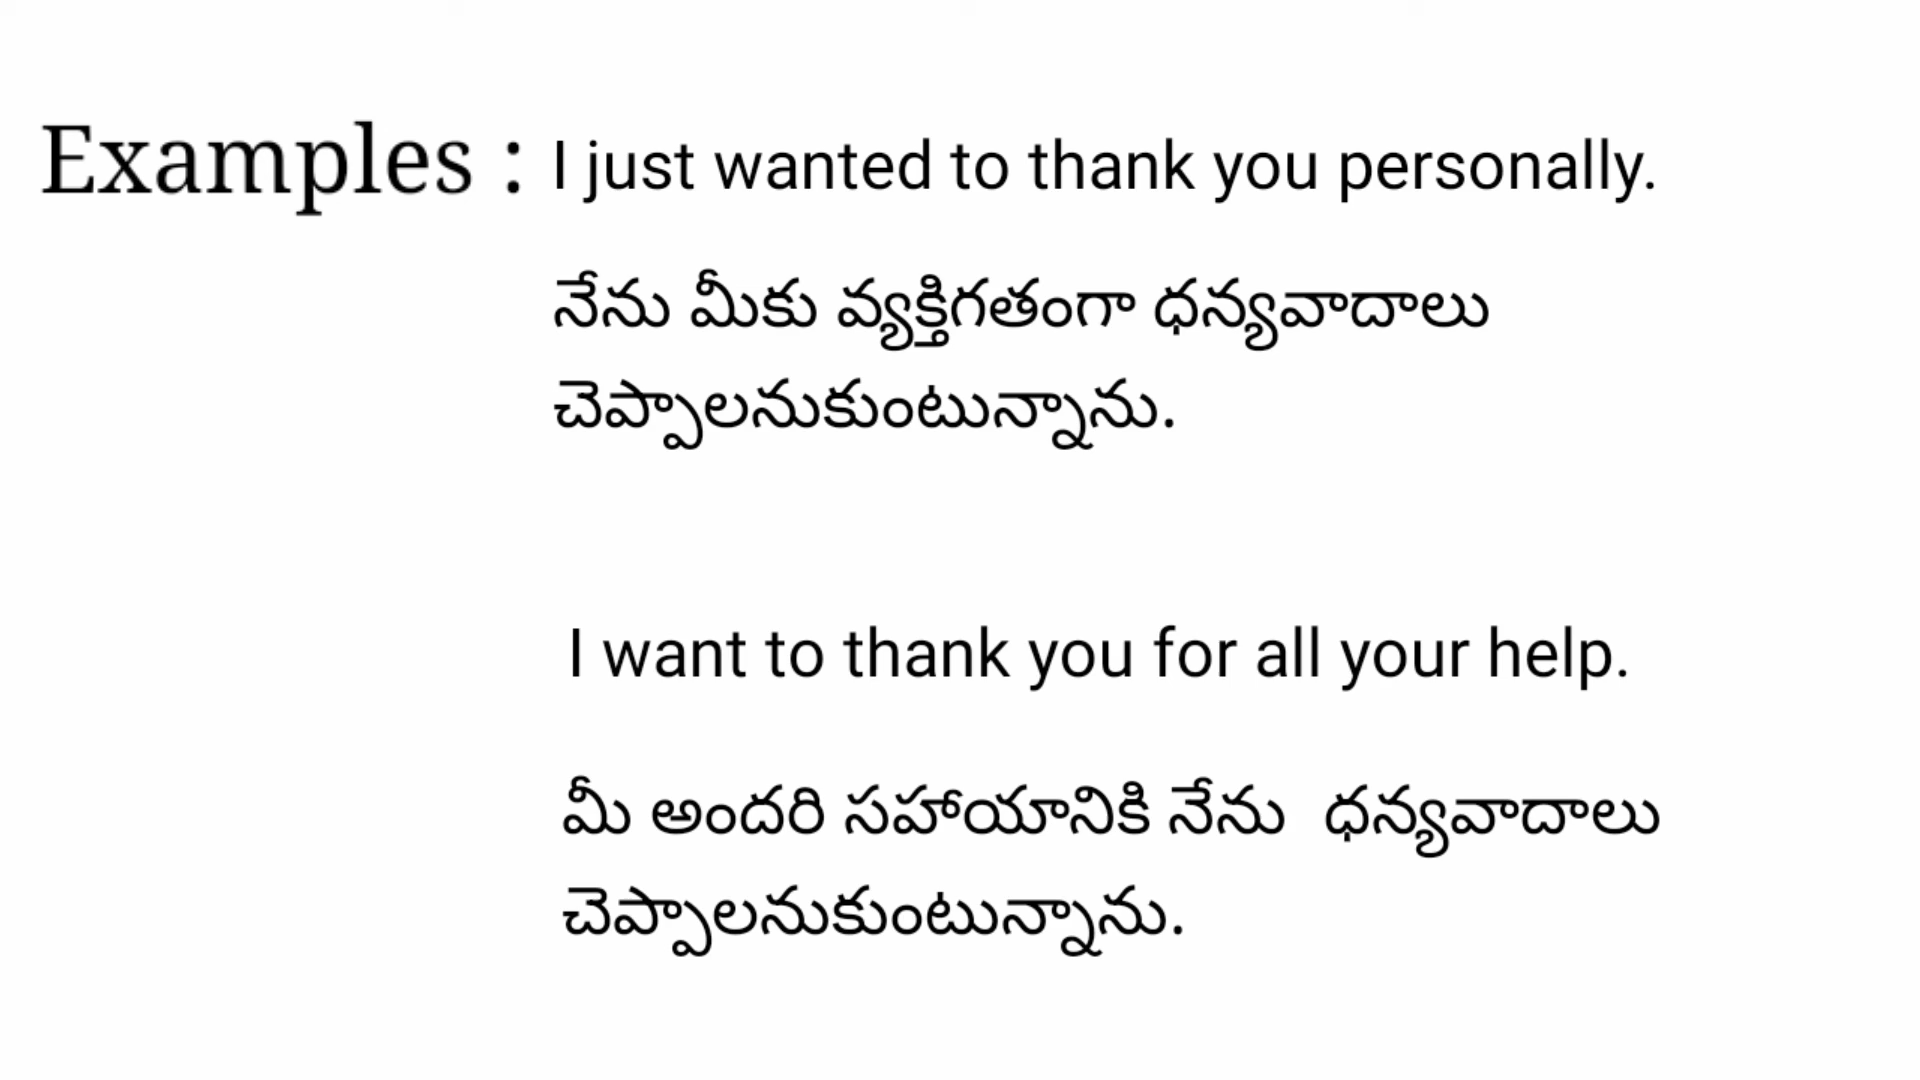 Examples : I just wanted to thank you personally.
నేను మీకు వ్యక్తిగతంగా ధన్యవాదాలు
చెప్పాలనుకుంటున్నాను.
I want to thank you for all your help.
మీ అందరి సహాయానికి నేను  ధన్యవాదాలు
చెప్పాలనుకుంటున్నాను.